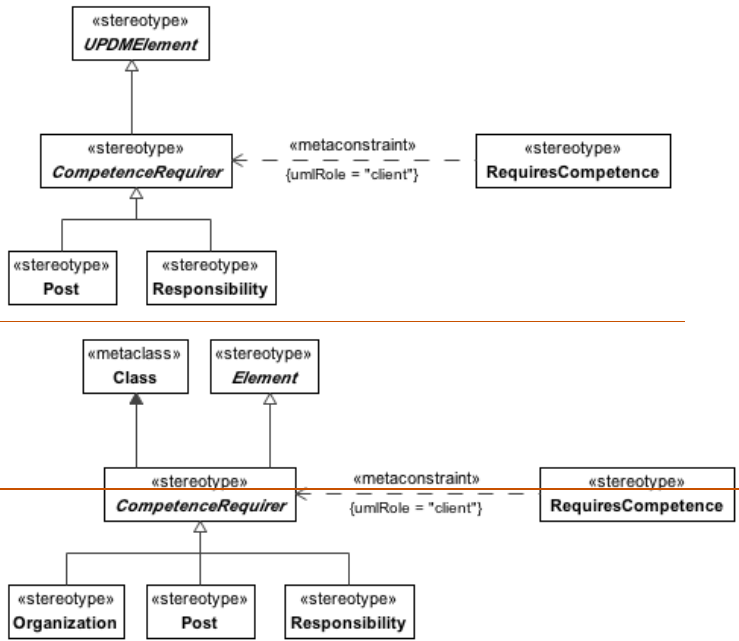 «stereotype»
UPDMElement
«stereotype»
CompetenceRequirer
«metaconstraint»
{umlRole = "client"}
«stereotype»
RequiresCompetence
«stereotype»
Post
«stereotype»
Responsibility
«metaclass»
Class
«stereotype»
Element
«stereotype»
CompetenceRequirer
«metaconstraint»
{umlRole = "client"}
«stereotype»
RequiresCompetence
«stereotype»
Organization
«stereotype»
Post
«stereotype»
Responsibility